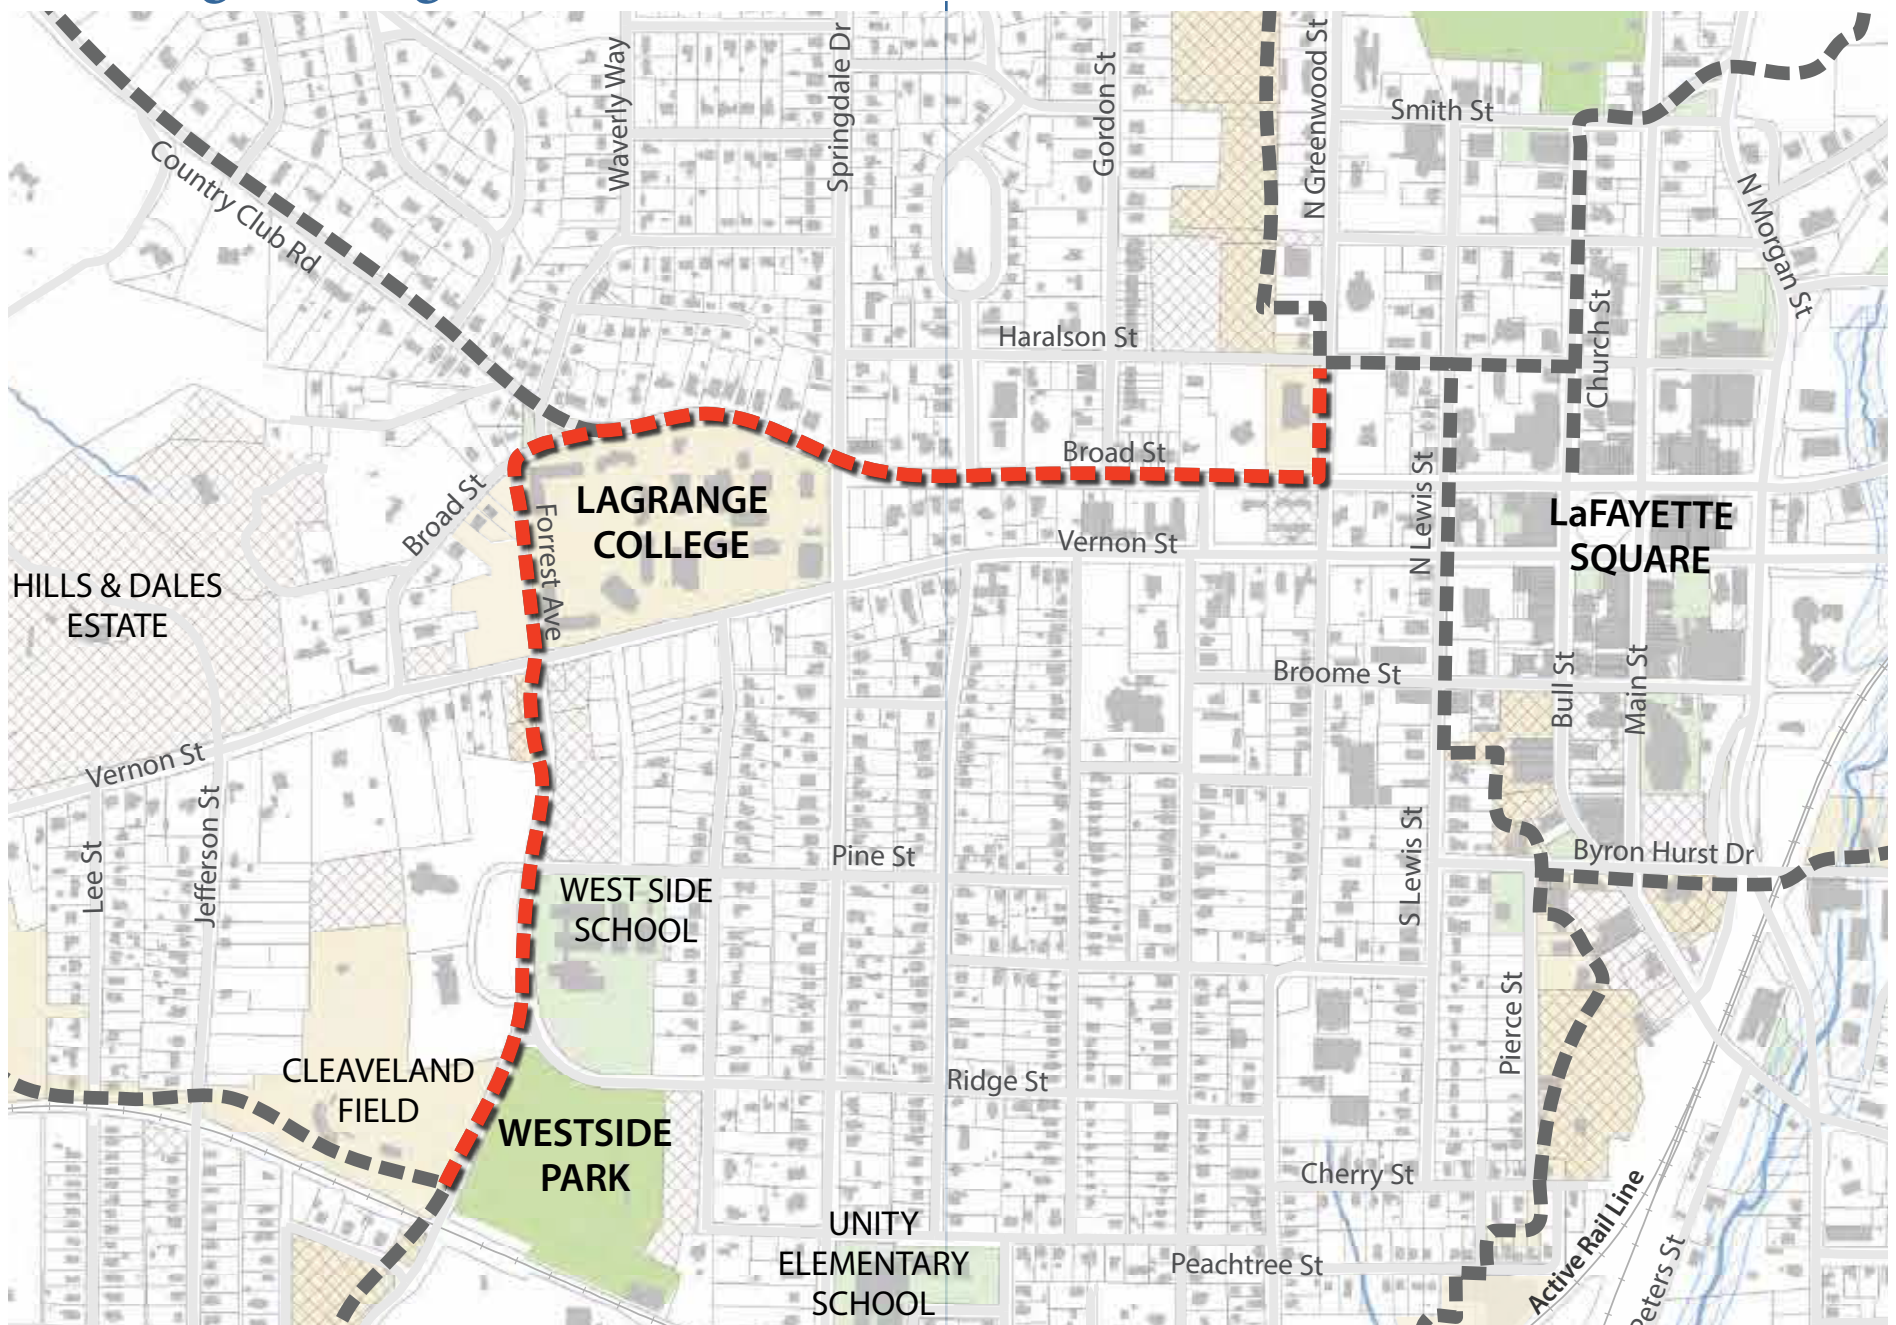 Waverly Way
Springdale Dr
Gordon St
N Greenwood St
Smith St
Country Club Rd
N Morgan St
Haralson St
Church St
Broad St
Broad St
LAGRANGE
COLLEGE
Forrest Ave
N Lewis St
LaFAYETTE
SQUARE
Vernon St
HILLS & DALES
ESTATE
Broome St
Bull St
Main St
Vernon St
Lee St
Jefferson St
Pine St
S Lewis St
Byron Hurst Dr
WEST SIDE
SCHOOL
Pierce St
CLEAVELAND
FIELD
Ridge St
WESTSIDE
PARK
Cherry St
UNITY
ELEMENTARY
SCHOOL
Peachtree St
Active Rail Line
Peters St